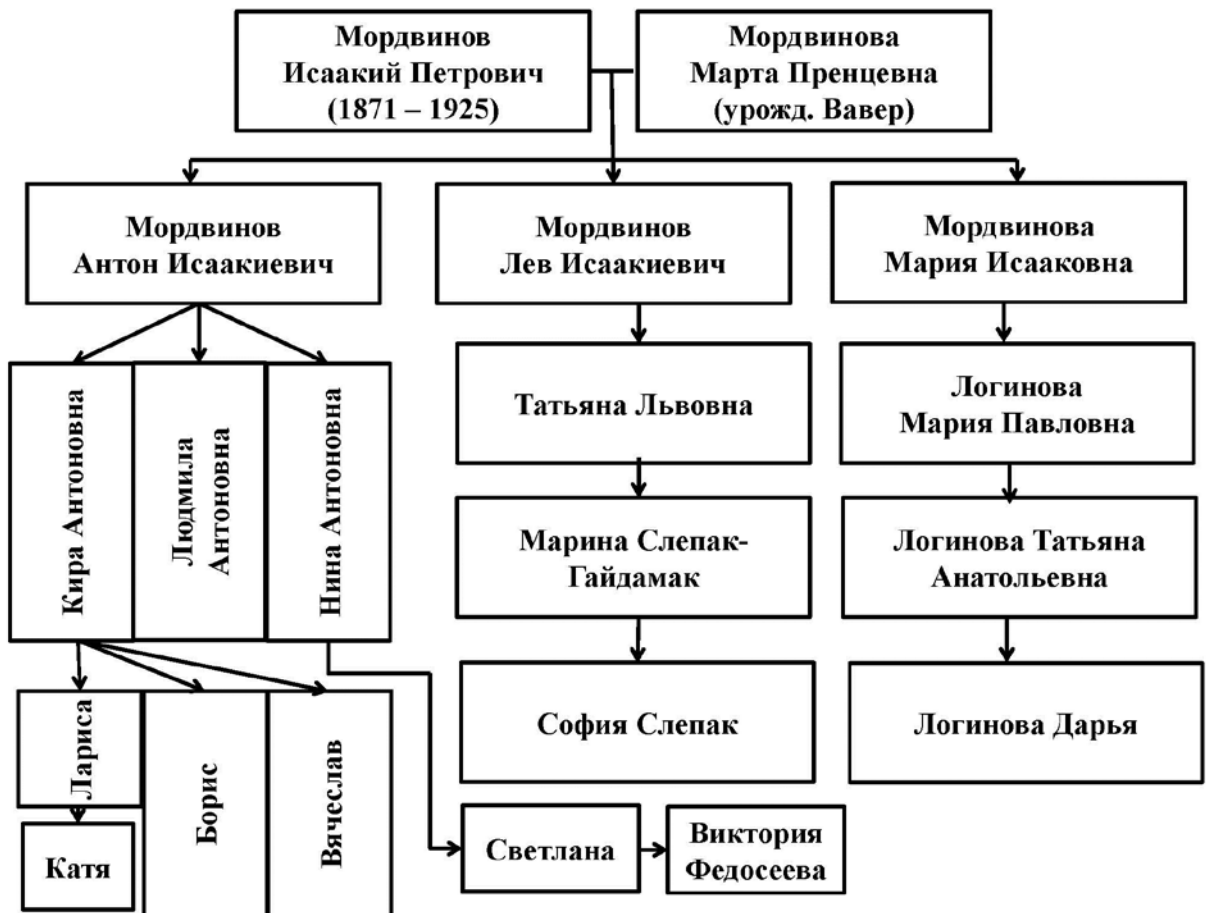 Мордвинов
Исаакий Петрович
(1871 – 1925)
Мордвинова
Марта Пренцевна
(урожд. Вавер)
Мордвинов
Антон Исаакиевич
Мордвинов
Лев Исаакиевич
Мордвинова
Мария Исааковна
Кира Антоновна
Людмила
Антоновна
Нина Антоновна
Татьяна Львовна
Логинова
Мария Павловна
Марина Слепак-
Гайдамак
Логинова Татьяна
Анатольевна
Лариса
Борис
Вячеслав
София Слепак
Логинова Дарья
Катя
Светлана
Виктория
Федосеева